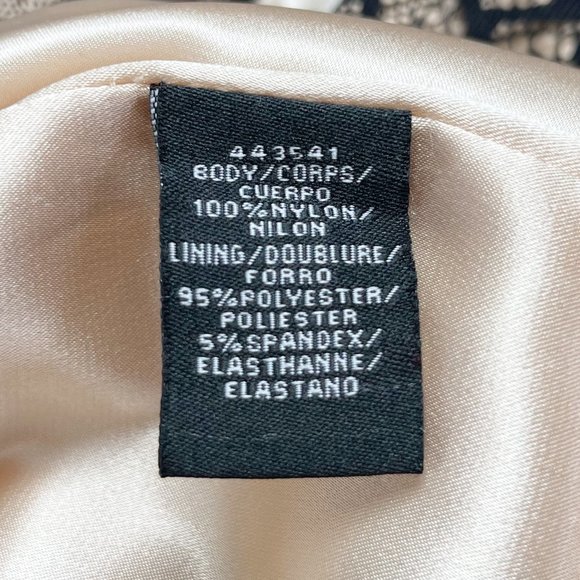 443541
BODY/CORPS/
CUERPO
100%NYLON/
NILON
LINING/DOUBLURE/
FORRO
95%POLYESTER/
POLIESTER
5%SPANDEX/
ELASTHANNE/
ELASTANO